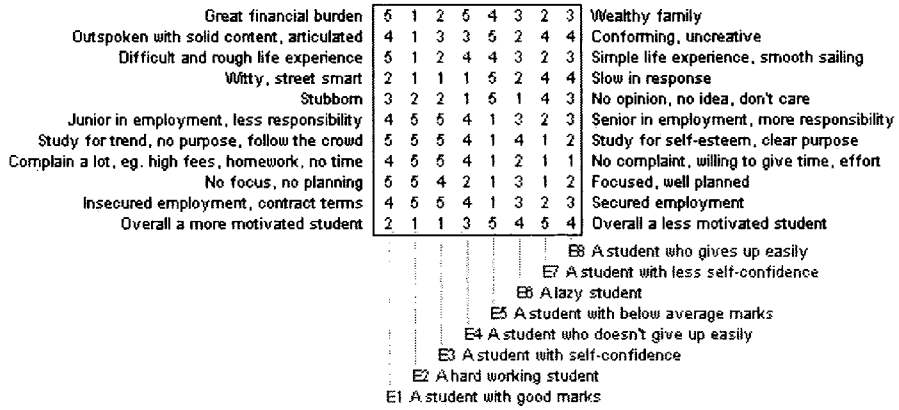 Great financial burden 5 1 2 5 4 3 2 3 Wealthy family
Outspoken with solid content, articulated 4 1 3 3 5 2 4 4 Conforming, uncreative
Difficult and rough life experience 5 1 2 4 4 3 2 3 Simple life experience, smooth sailing
Witty, street smart 2 1 1 1 5 2 4 4 Slow in response
Stubborn 3 2 2 1 5 1 4 3 No opinion, no idea, don't care
Junior in employment, less responsibility 4 5 5 4 1 3 2 3 Senior in employment, more responsibility
Study for trend, no purpose, follow the crowd 5 5 5 4 1 4 1 2 Study for self-esteem, clear purpose
Complain a lot, eg. high fees, homework, no time 4 5 5 4 1 2 1 1 No complaint, willing to give time, effort
No focus, no planning 5 5 4 2 1 3 1 2 Focused, well planned
Insecured employment, contract terms 4 5 5 4 1 3 2 3 Secured employment
Overall a more motivated student 2 1 1 3 5 4 5 4 Overall a less motivated student
E8 A student who gives up easily
E7 A student with less self-confidence
E6 A lazy student
E5 A student with below average marks
E4 A student who doesn't give up easily
E3 A student with self-confidence
E2 A hard working student
E1 A student with good marks